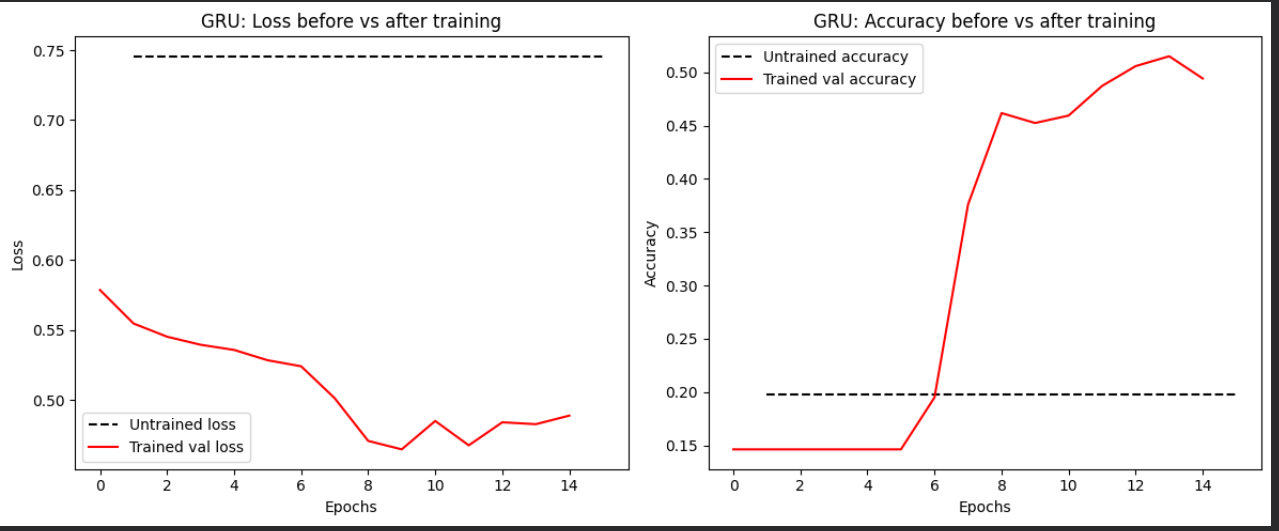 GRU: Loss before vs after training
0.75
0.70
0.65
0.60
0.55
0.50
Loss
Untrained loss
Trained val loss
0 2 4 6 8 10 12 14
Epochs
GRU: Accuracy before vs after training
Untrained accuracy
Trained val accuracy
0.50
0.45
0.40
0.35
0.30
0.25
0.20
0.15
Accuracy
0 2 4 6 8 10 12 14
Epochs